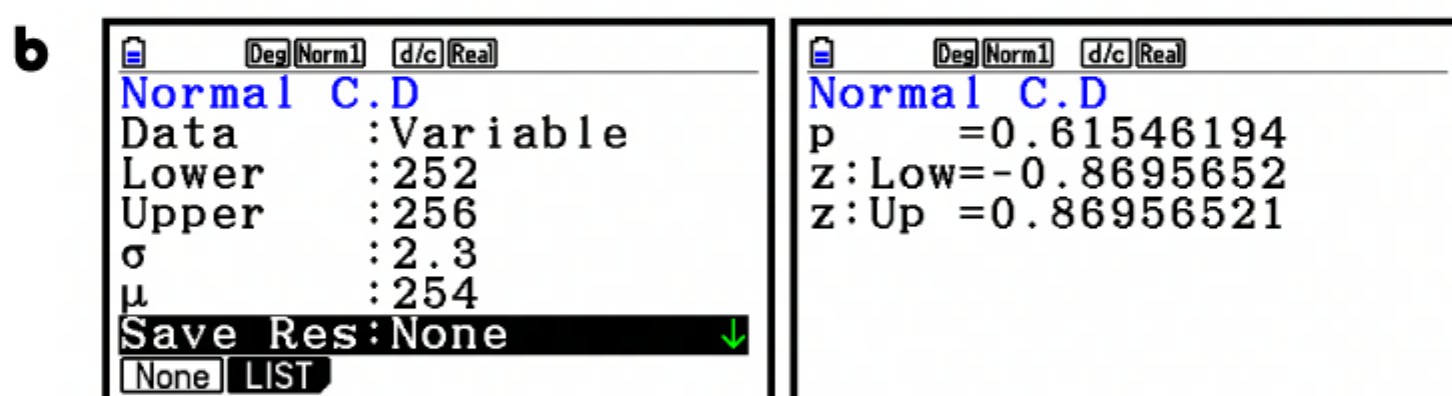 b
Deg Norm1 d/c Real
Normal C.D
Data :Variable
Lower :252
Upper :256
σ :2.3
μ :254
Save Res:None ↓
None LIST
Deg Norm1 d/c Real
Normal C.D
p =0.61546194
z:Low=-0.8695652
z:Up =0.86956521